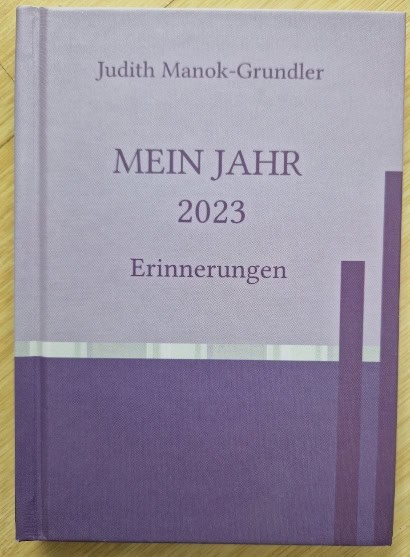 Judith Manok-Grundler
MEIN JAHR
2023
Erinnerungen